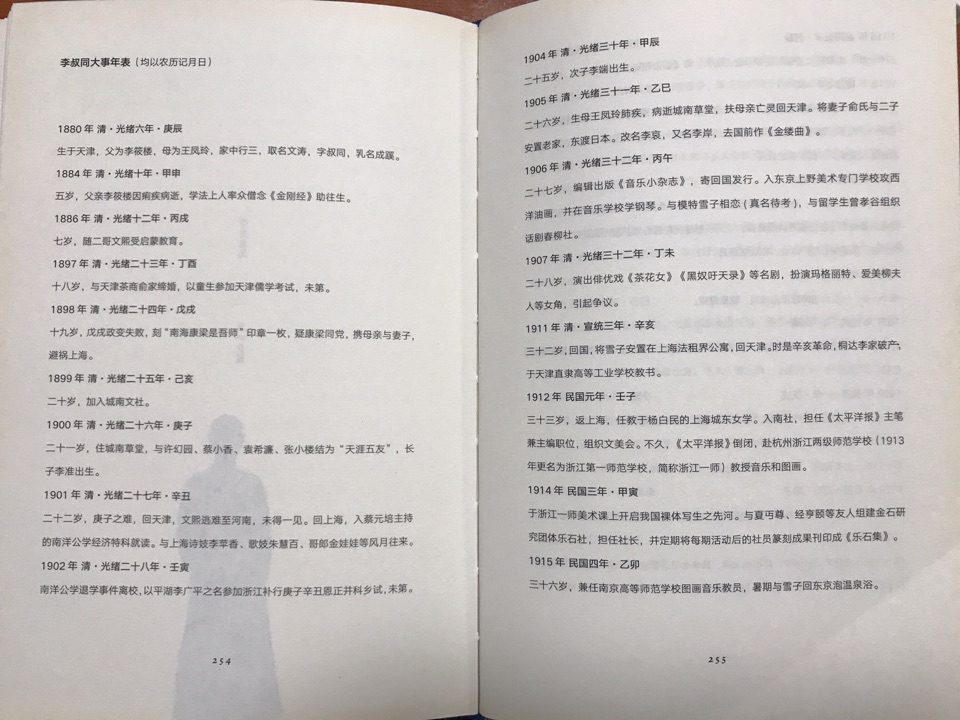 李叔同大事年表（均以农历记月日）
1880 年 清·光绪六年·庚辰
生于天津，父为李筱楼，母为王凤玲，家中行三，取名文涛，字叔同，乳名成蹊。
1884 年 清·光绪十年·甲申
五岁，父亲李筱楼因痢疾病逝，学法上人率众僧念《金刚经》助往生。
1886 年 清·光绪十二年·丙戌
七岁，随二哥文熙受启蒙教育。
1897 年 清·光绪二十三年·丁酉
十八岁，与天津茶商俞家缔婚，以童生参加天津儒学考试，未第。
1898 年 清·光绪二十四年·戊戌
十九岁，戊戌政变失败，刻“南海康梁是吾师”印章一枚，疑康梁同党，携母亲与妻子，
避祸上海。
1899 年 清·光绪二十五年·己亥
二十岁，加入城南文社。
1900 年 清·光绪二十六年·庚子
二十一岁，住城南草堂，与许幻园、蔡小香、袁希濂、张小楼结为“天涯五友”，长
子李准出生。
1901 年 清·光绪二十七年·辛丑
二十二岁，庚子之难，回天津，文熙逃难至河南，未得一见。回上海，入蔡元培主持
的南洋公学经济特科就读。与上海诗妓李苹香、歌妓朱慧百、哥郎金娃娃等风月往来。
1902 年 清·光绪二十八年·壬寅
南洋公学退学事件离校，以平湖李广平之名参加浙江补行庚子辛丑恩正并科乡试，未第。
254
1904 年 清·光绪三十年·甲辰
二十五岁，次子李端出生。
1905 年 清·光绪三十一年·乙巳
二十六岁，生母王凤玲肺疾，病逝城南草堂，扶母亲亡灵回天津。将妻子俞氏与二子
安置老家，东渡日本。改名李哀，又名李岸，去国前作《金缕曲》。
1906 年 清·光绪三十二年·丙午
二十七岁，编辑出版《音乐小杂志》，寄回国发行。入东京上野美术专门学校攻西
洋油画，并在音乐学校学钢琴。与模特雪子相恋（真名待考），与留学生曾孝谷组织
话剧春柳社。
1907 年 清·光绪三十二年·丁未
二十八岁，演出俳优戏《茶花女》《黑奴吁天录》等名剧，扮演玛格丽特、爱美柳夫
人等女角，引起争议。
1911 年 清·宣统三年·辛亥
三十二岁，回国，将雪子安置在上海法租界公寓，回天津。时是辛亥革命，桐达李家破产，
于天津直隶高等工业学校教书。
1912 年 民国元年·壬子
三十三岁，返上海，任教于杨白民的上海城东女学。入南社，担任《太平洋报》主笔
兼主编职位，组织文美会。不久，《太平洋报》倒闭，赴杭州浙江两级师范学校（1913
年更名为浙江第一师范学校，简称浙江一师）教授音乐和图画。
1914 年 民国三年·甲寅
于浙江一师美术课上开启我国裸体写生之先河。与夏丏尊、经亨颐等友人组建金石研
究团体乐石社，担任社长，并定期将每期活动后的社员篆刻成果刊印成《乐石集》。
1915 年 民国四年·乙卯
三十六岁，兼任南京高等师范学校图画音乐教员，暑期与雪子回东京泡温泉浴。
255